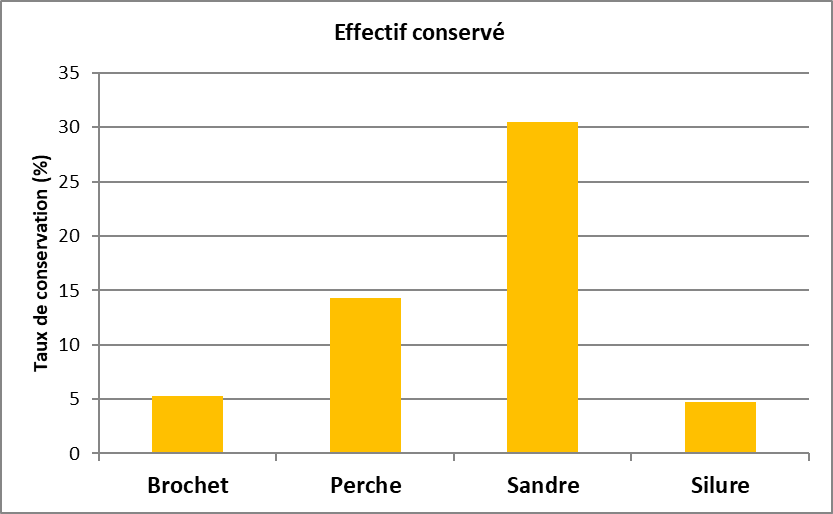 Effectif conservé
Taux de conservation (%)
35
30
25
20
15
10
5
0
Brochet Perche Sandre Silure